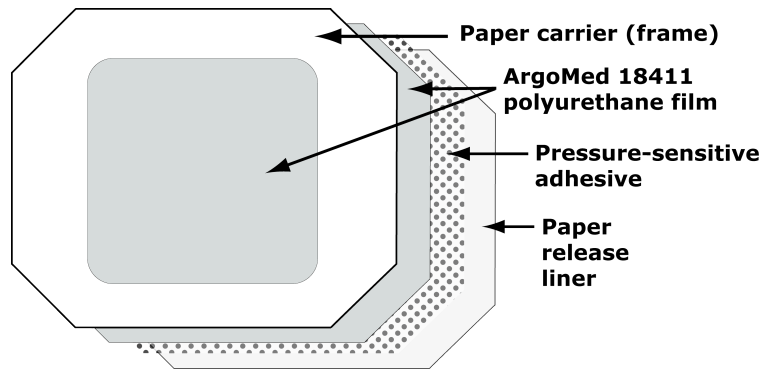 Paper carrier (frame)
ArgoMed 18411
polyurethane film
Pressure-sensitive
adhesive
Paper
release
liner